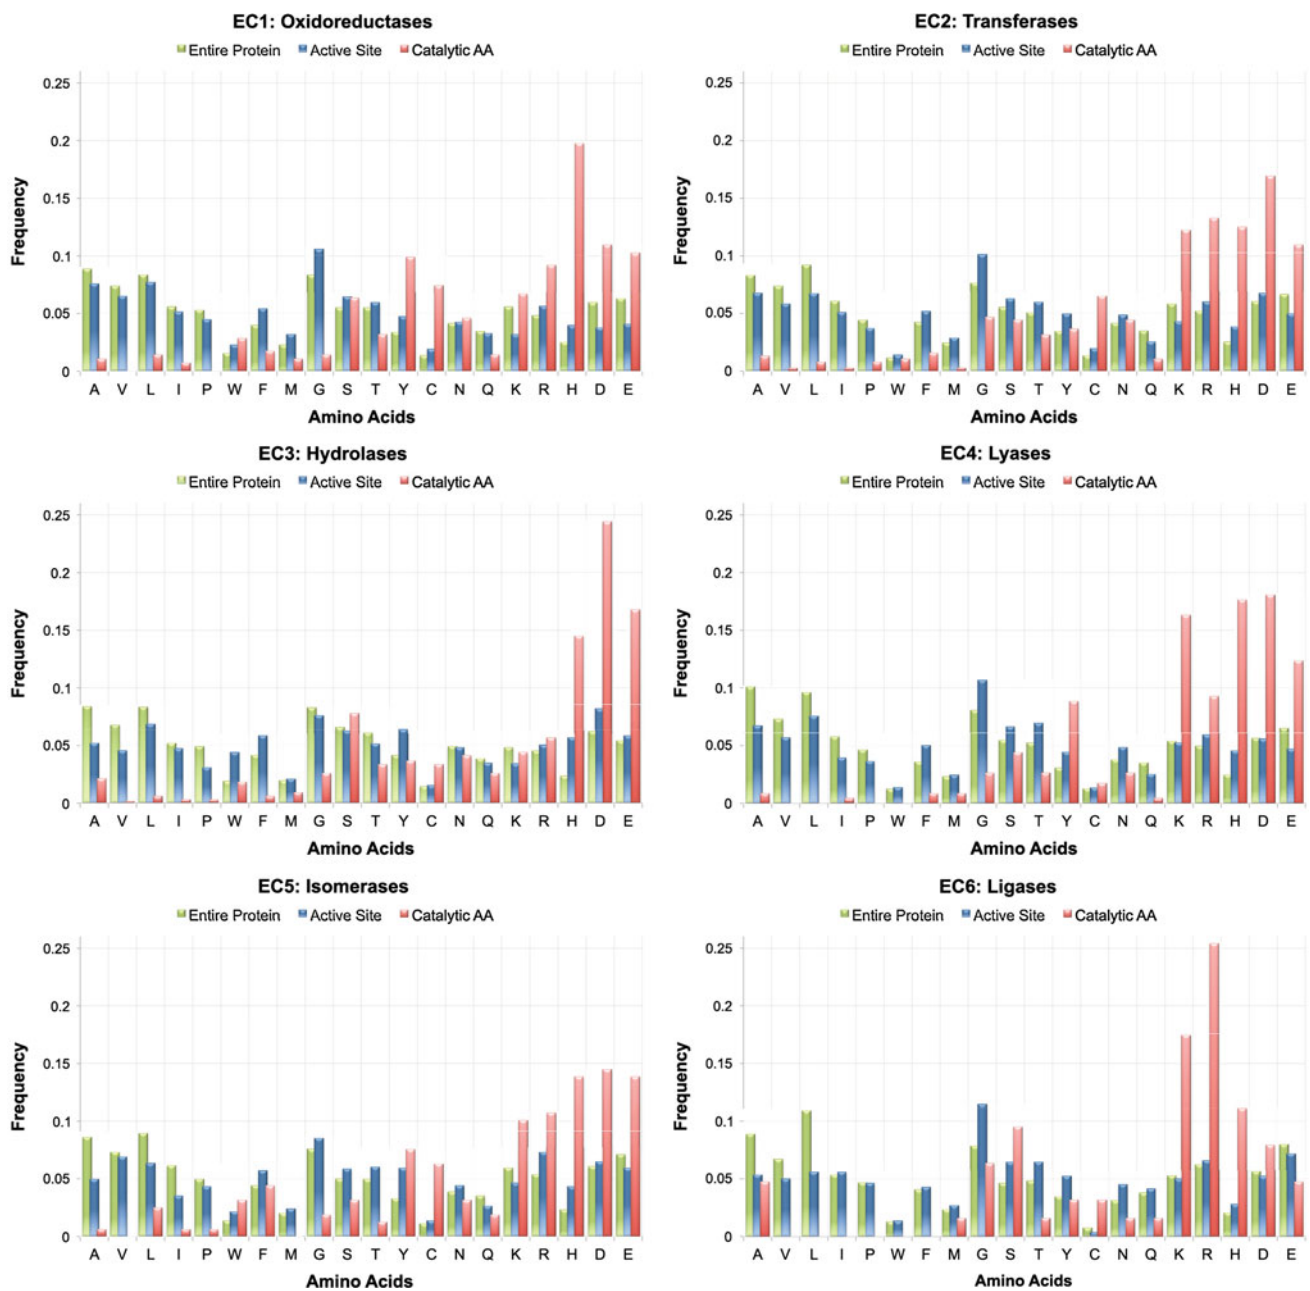 EC1: Oxidoreductases
Entire Protein Active Site Catalytic AA
0.25
0.2
0.15
0.1
0.05
0
Frequency
A V L I P W F M G S T Y C N Q K R H D E
Amino Acids
EC2: Transferases
Entire Protein Active Site Catalytic AA
0.25
0.2
0.15
0.1
0.05
0
Frequency
A V L I P W F M G S T Y C N Q K R H D E
Amino Acids
EC3: Hydrolases
Entire Protein Active Site Catalytic AA
0.25
0.2
0.15
0.1
0.05
0
Frequency
A V L I P W F M G S T Y C N Q K R H D E
Amino Acids
EC4: Lyases
Entire Protein Active Site Catalytic AA
0.25
0.2
0.15
0.1
0.05
0
Frequency
A V L I P W F M G S T Y C N Q K R H D E
Amino Acids
EC5: Isomerases
Entire Protein Active Site Catalytic AA
0.25
0.2
0.15
0.1
0.05
0
Frequency
A V L I P W F M G S T Y C N Q K R H D E
Amino Acids
EC6: Ligases
Entire Protein Active Site Catalytic AA
0.25
0.2
0.15
0.1
0.05
0
Frequency
A V L I P W F M G S T Y C N Q K R H D E
Amino Acids